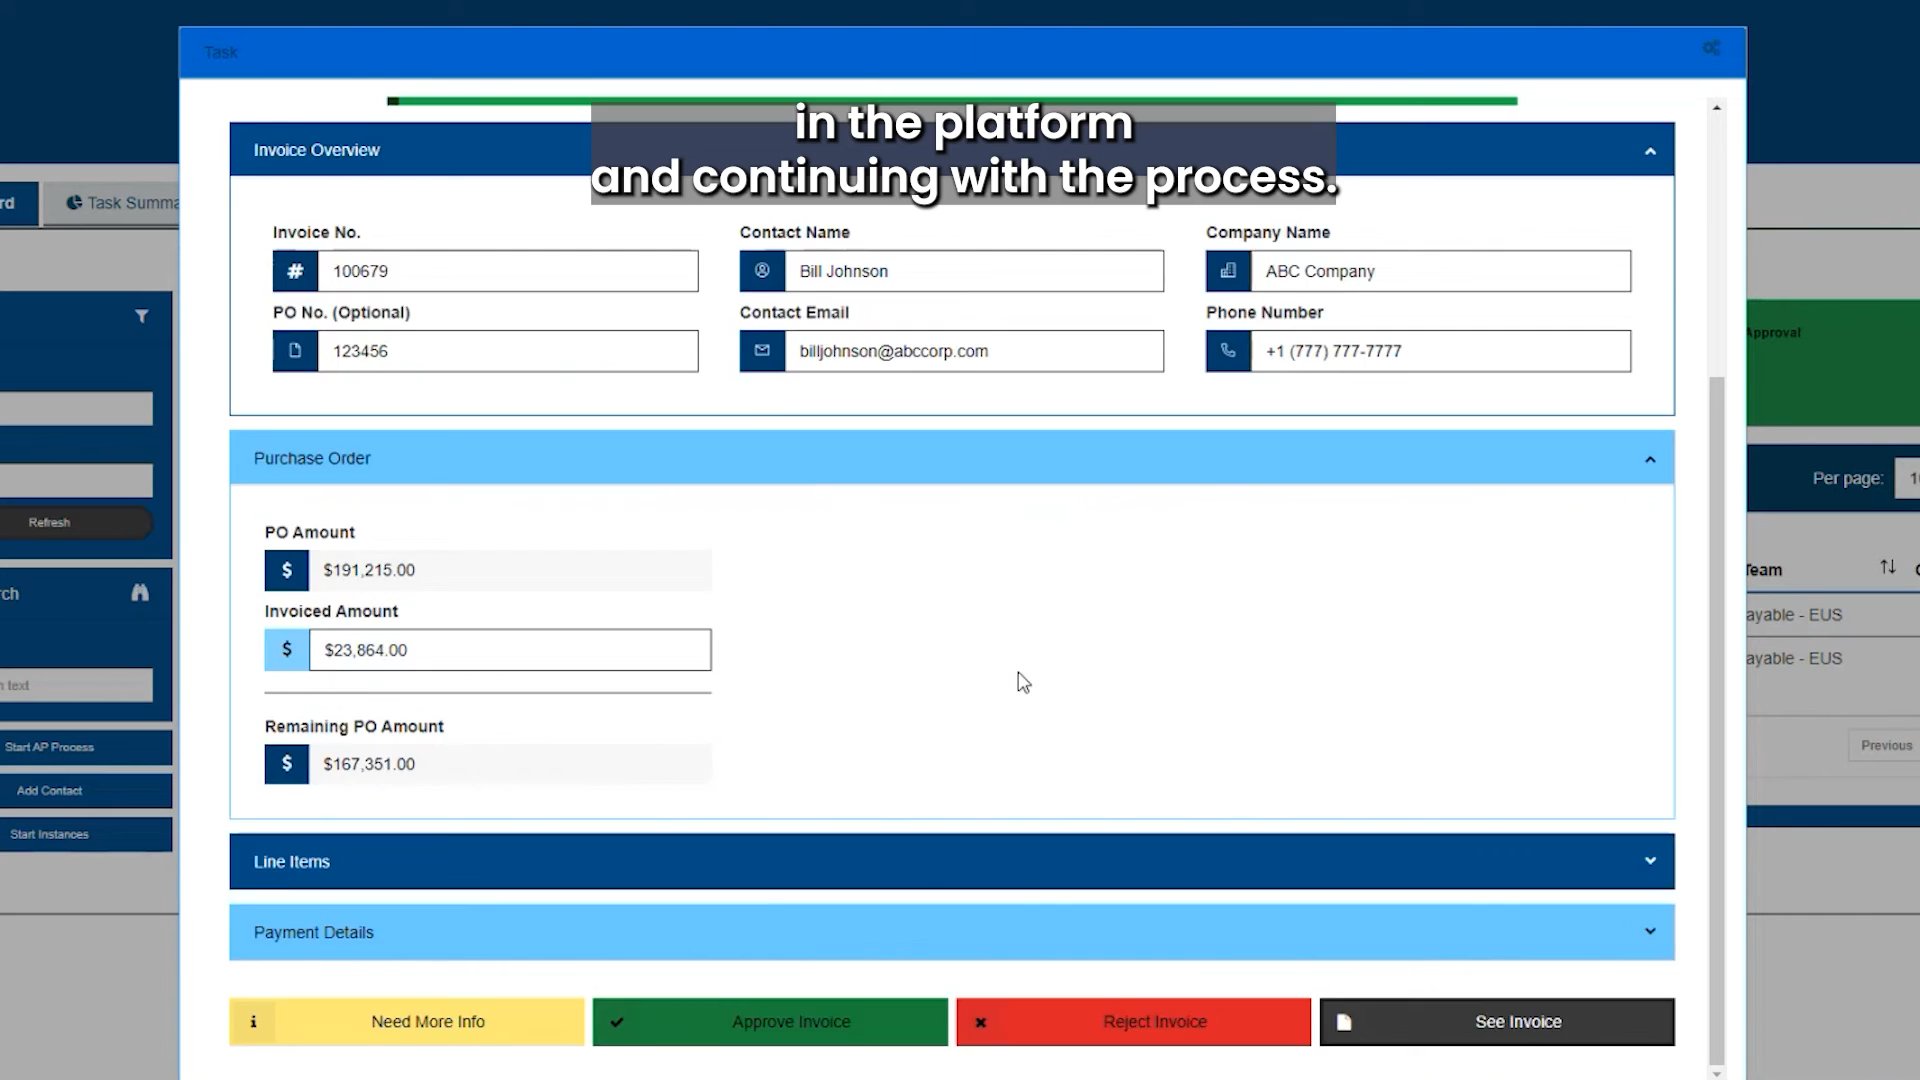 Task
in the platform
and continuing with the process.
Invoice Overview
Invoice No.
Contact Name
Company Name
100679
Bill Johnson
ABC Company
PO No. (Optional)
Contact Email
Phone Number
123456
billjohnson@abccorp.com
+1 (777) 777-7777
Purchase Order
PO Amount
$
$191,215.00
Invoiced Amount
$
$23,864.00
Remaining PO Amount
$
$167,351.00
Line Items
Payment Details
Need More Info
Approve Invoice
Reject Invoice
See Invoice
rd
Task Summa
Refresh
rch
n text
Start AP Process
Add Contact
Start Instances
Approval
Per page:
Team
ayable - EUS
ayable - EUS
Previous